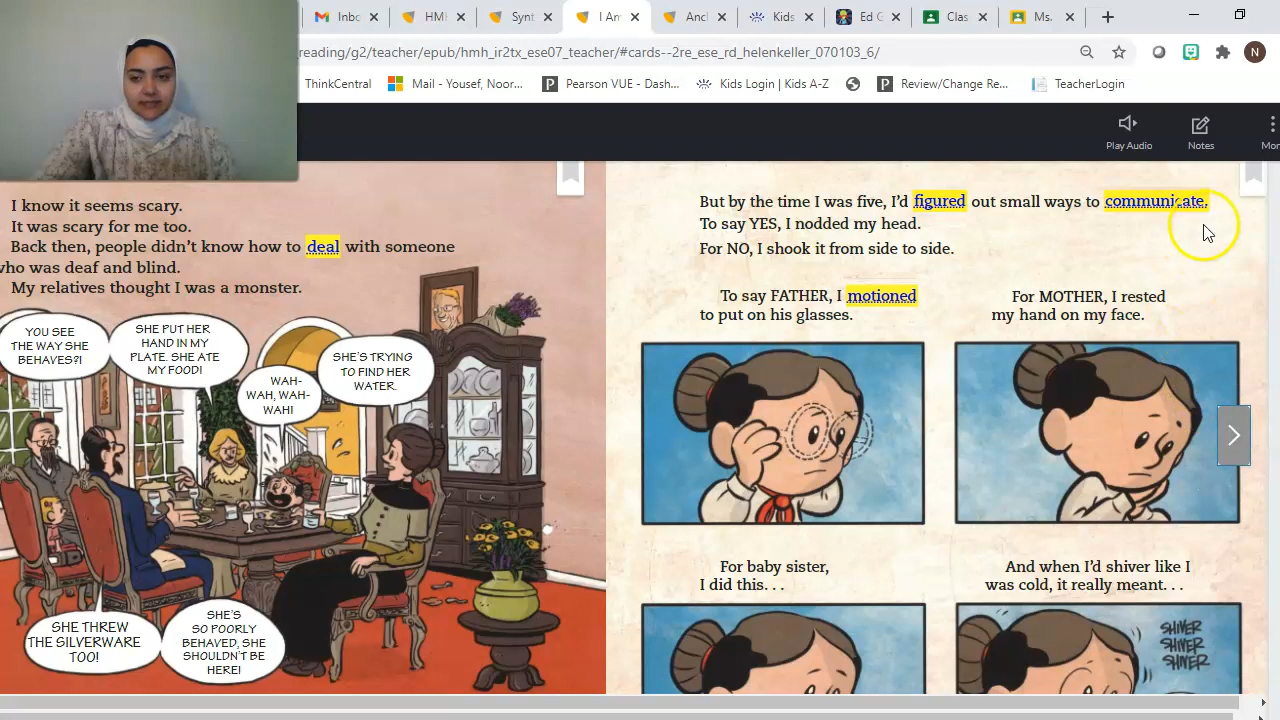 Inbc
HMH
Synt
I Am
Anch
Kids
Ed G
Clas
Ms.
reading/g2/teacher/epub/hmh_ir2tx_ese07_teacher/#cards--2re_ese_rd_helenkeller_070103_6/
N
ThinkCentral
Mail - Yousef, Noor...
Pearson VUE - Dash...
Kids Login | Kids A-Z
Review/Change Re...
TeacherLogin
Play Audio
Notes
Mor
I know it seems scary.
It was scary for me too.
Back then, people didn't know how to deal with someone
who was deaf and blind.
My relatives thought I was a monster.
YOU SEE
THE WAY SHE
BEHAVES?!
SHE PUT HER
HAND IN MY
PLATE. SHE ATE
MY FOOD!
WAH-
WAH, WAH-
WAH!
SHE'S TRYING
TO FIND HER
WATER.
SHE THREW
THE SILVERWARE
TOO!
SHE'S
SO POORLY
BEHAVED, SHE
SHOULDN'T BE
HERE!
But by the time I was five, I'd figured out small ways to communicate.
To say YES, I nodded my head.
For NO, I shook it from side to side.
To say FATHER, I motioned
to put on his glasses.
For MOTHER, I rested
my hand on my face.
For baby sister,
I did this. . .
And when I'd shiver like I
was cold, it really meant. . .
SHIVER
SHIVER
SHIVER